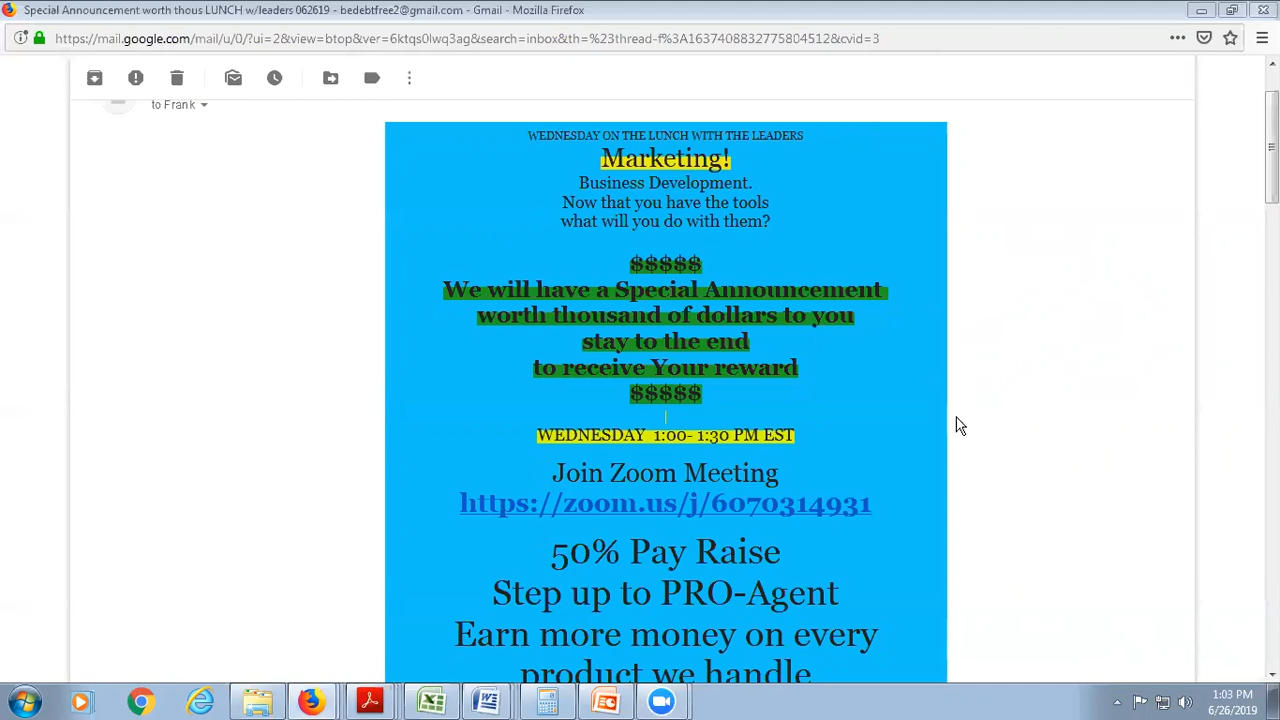 Special Announcement worth thous LUNCH w/leaders 062619 - bedebtfree2@gmail.com - Gmail - Mozilla Firefox
https://mail.google.com/mail/u/0/?ui=2&view=btop&ver=6ktqs0lwq3ag&search=inbox&th=%23thread-f%3A1637408832775804512&cvid=3
to Frank
WEDNESDAY ON THE LUNCH WITH THE LEADERS
Marketing!
Business Development.
Now that you have the tools
what will you do with them?
$$$$$
We will have a Special Announcement
worth thousand of dollars to you
stay to the end
to receive Your reward
$$$$$
WEDNESDAY 1:00- 1:30 PM EST
Join Zoom Meeting
https://zoom.us/j/6070314931
50% Pay Raise
Step up to PRO-Agent
Earn more money on every
product we handle
1:03 PM
6/26/2019